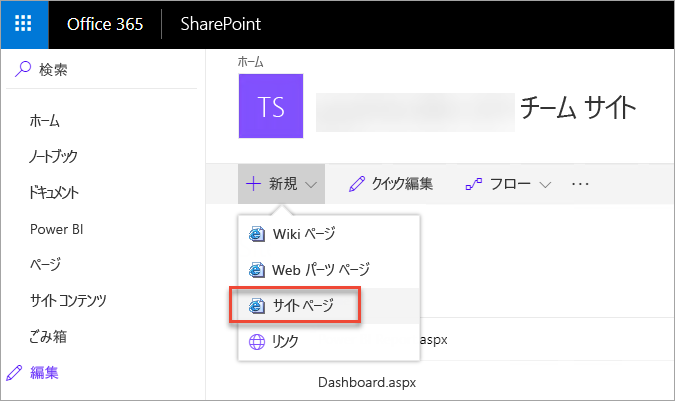 Office 365 SharePoint
検索
ホーム
ノートブック
ドキュメント
Power BI
ページ
サイト コンテンツ
ごみ箱
編集
ホーム
TS
チーム サイト
新規 クイック編集 フロー ...
Wiki ページ
Web パーツ ページ
サイト ページ
リンク
.aspx
Dashboard.aspx